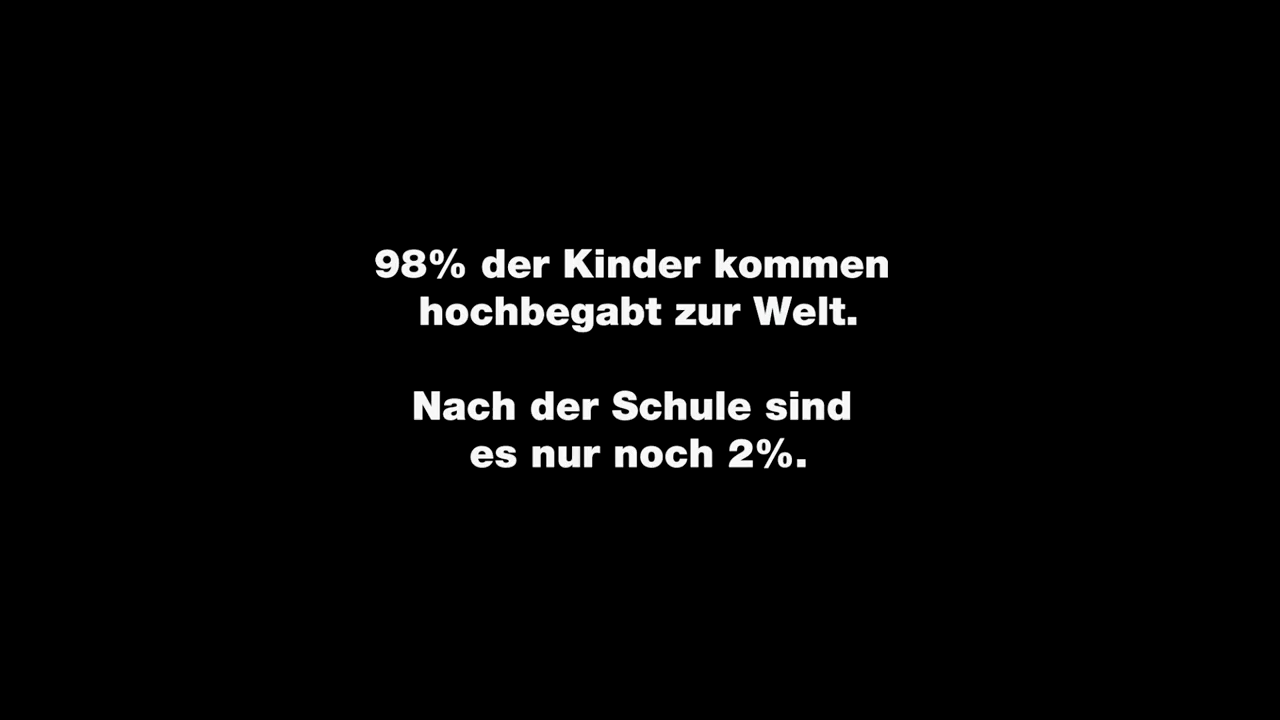 98% der Kinder kommen
hochbegabt zur Welt.
Nach der Schule sind
es nur noch 2%.